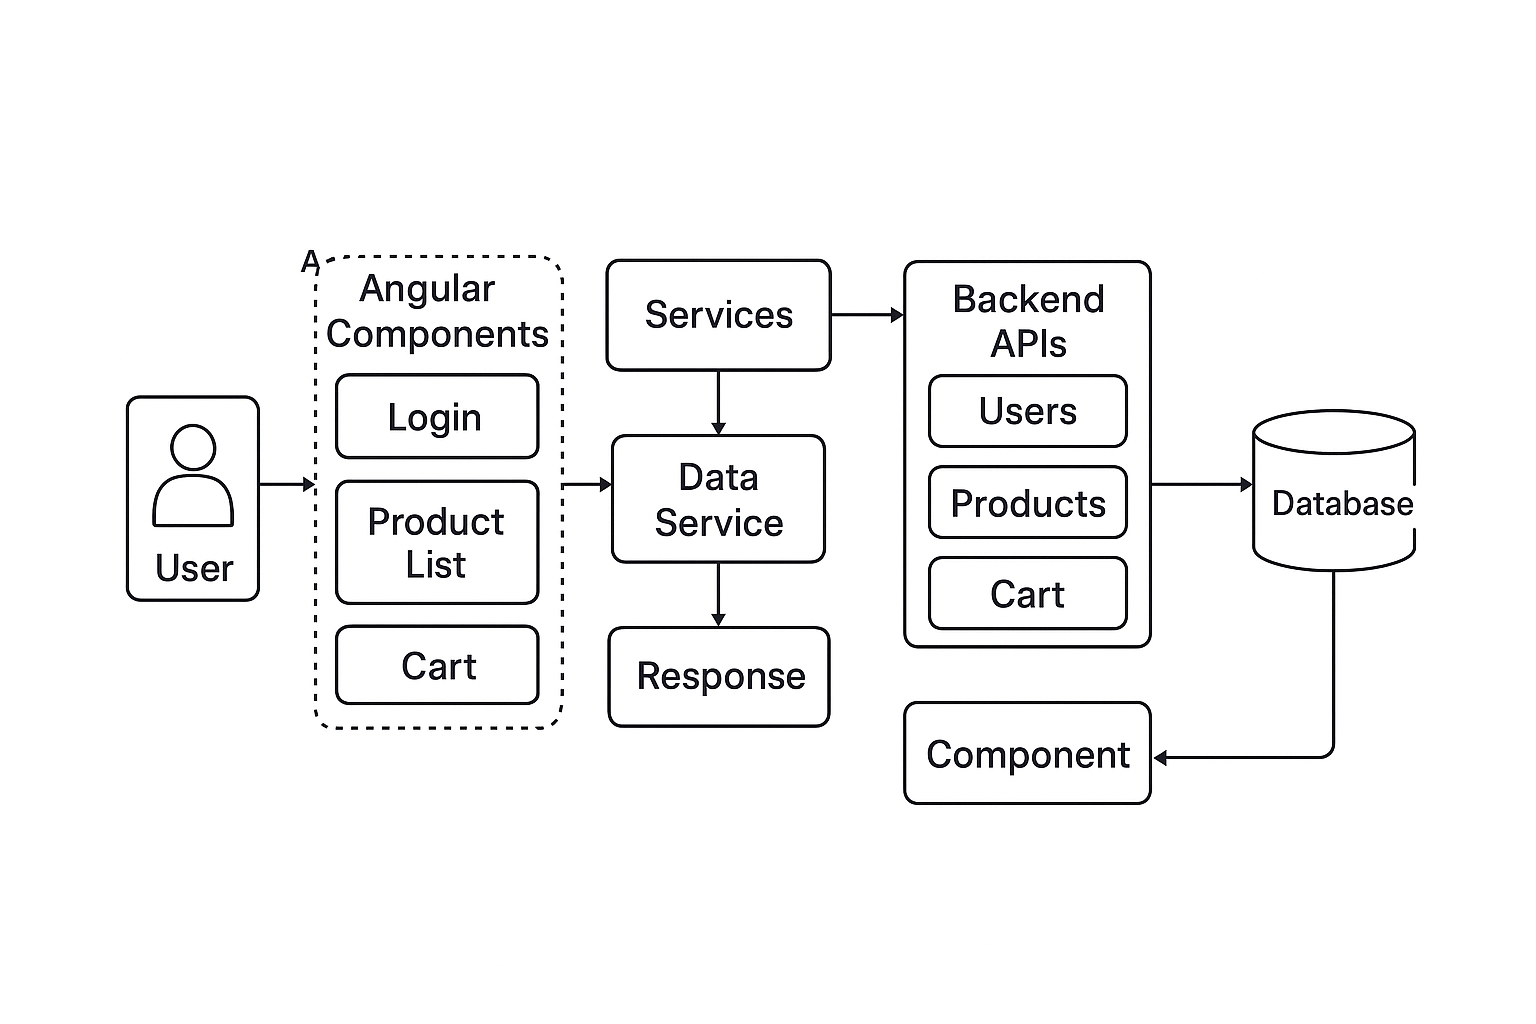 User
A
Angular
Components
Login
Product
List
Cart
Services
Data
Service
Response
Backend
APIs
Users
Products
Cart
Component
Database